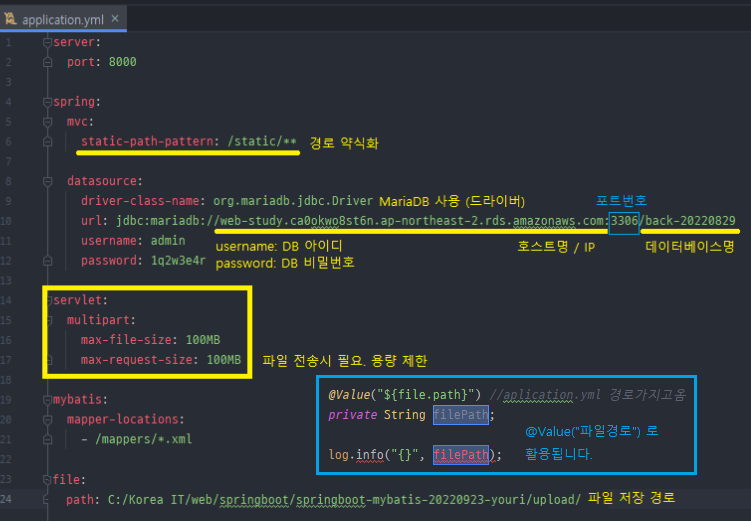 application.yml ×
1 server:
2 port: 8000
3
4 spring:
5 mvc:
6 static-path-pattern: /static/** 경로 약식화
7
8 datasource:
9 driver-class-name: org.mariadb.jdbc.Driver MariaDB 사용 (드라이버) 포트번호
10 url: jdbc:mariadb://web-study.ca0okwo8st6n.ap-northeast-2.rds.amazonaws.com:3306/back-20220829
11 username: admin username: DB 아이디 호스트명 / IP 데이터베이스명
12 password: 1q2w3e4r password: DB 비밀번호
13
14 servlet:
15 multipart:
16 max-file-size: 100MB
17 max-request-size: 100MB 파일 전송시 필요. 용량 제한
18
19 mybatis:
20 mapper-locations:
21 - /mappers/*.xml
22
23 file:
24 path: C:/Korea IT/web/springboot/springboot-mybatis-20220923-youri/upload/ 파일 저장 경로
@Value("${file.path}") //aplication.yml 경로가지고옴
private String filePath;
@Value("파일경로") 로
활용됩니다.
log.info("{}", filePath);